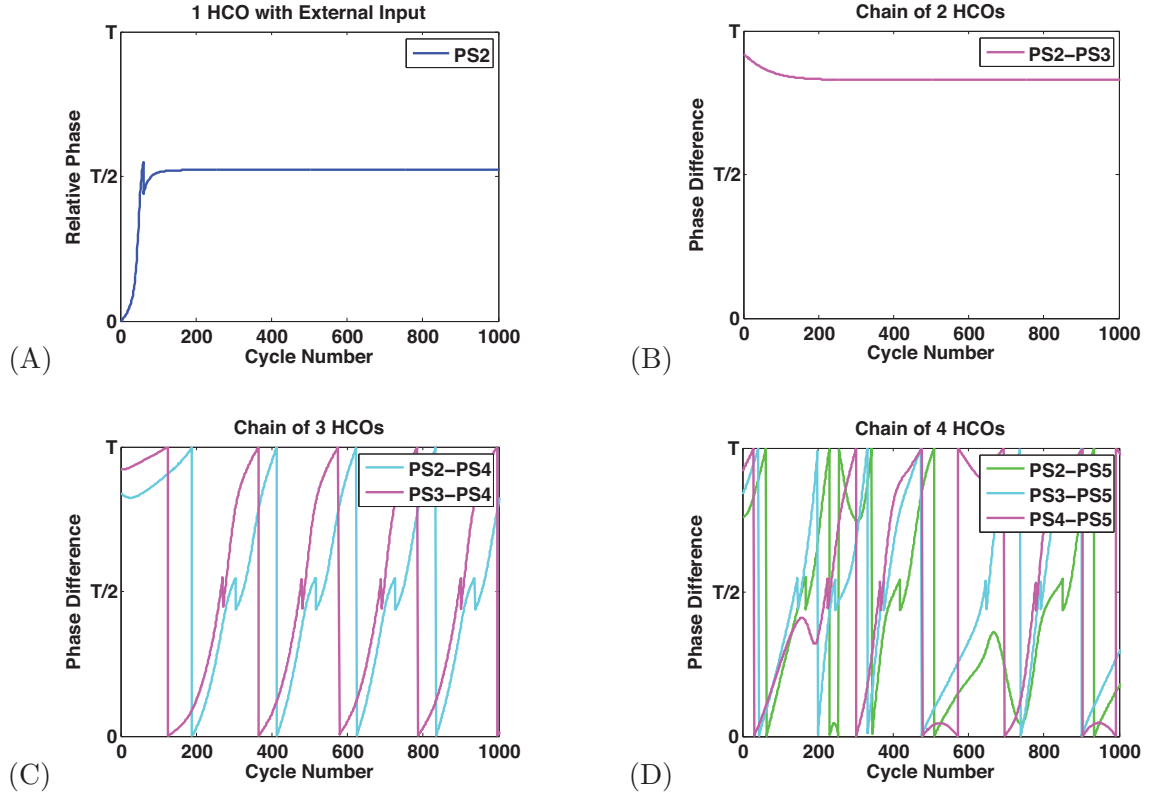 1 HCO with External Input
T
T/2
0
Relative Phase
PS2
0 200 400 600 800 1000
Cycle Number
(A)
Chain of 2 HCOs
T
T/2
0
Phase Difference
PS2−PS3
0 200 400 600 800 1000
Cycle Number
(B)
Chain of 3 HCOs
T
T/2
0
Phase Difference
PS2−PS4
PS3−PS4
0 200 400 600 800 1000
Cycle Number
(C)
Chain of 4 HCOs
T
T/2
0
Phase Difference
PS2−PS5
PS3−PS5
PS4−PS5
0 200 400 600 800 1000
Cycle Number
(D)